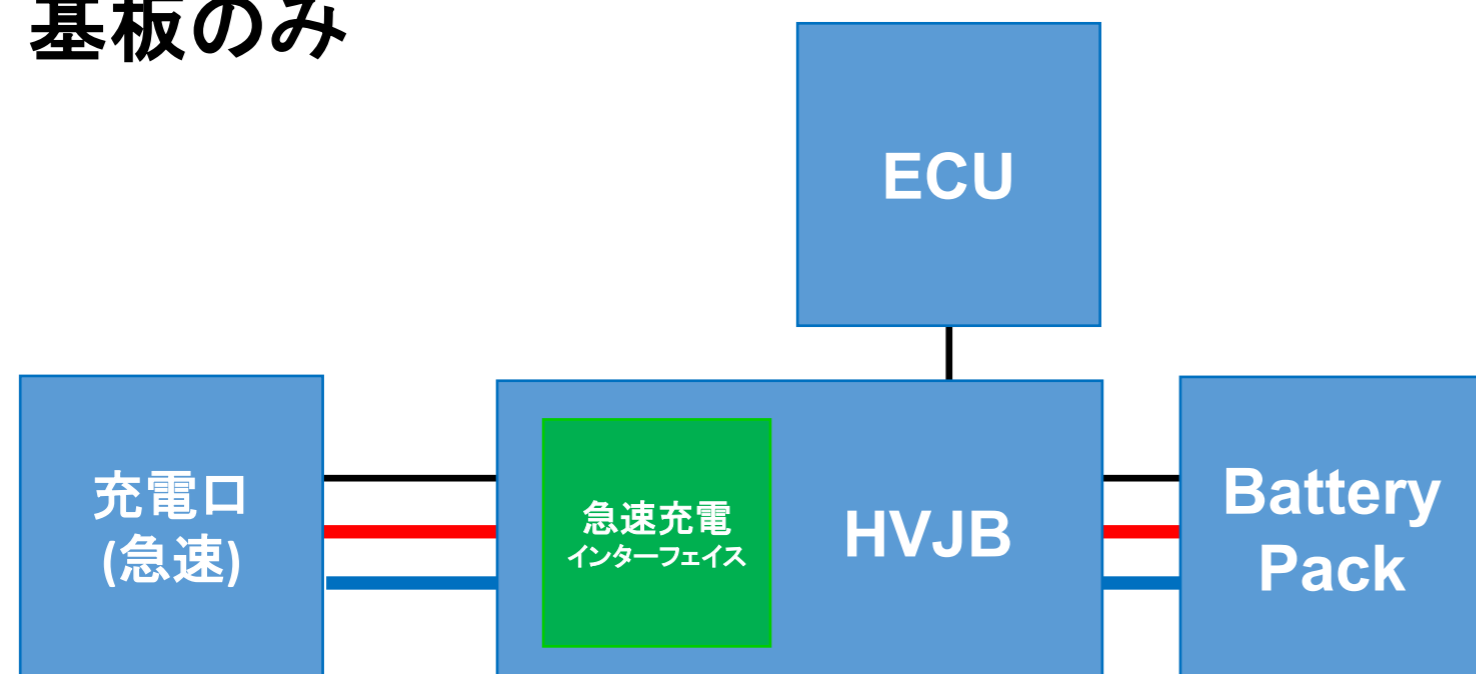 基板のみ
ECU
充電口
(急速)
急速充電
インターフェイス
HVJB
Battery
Pack